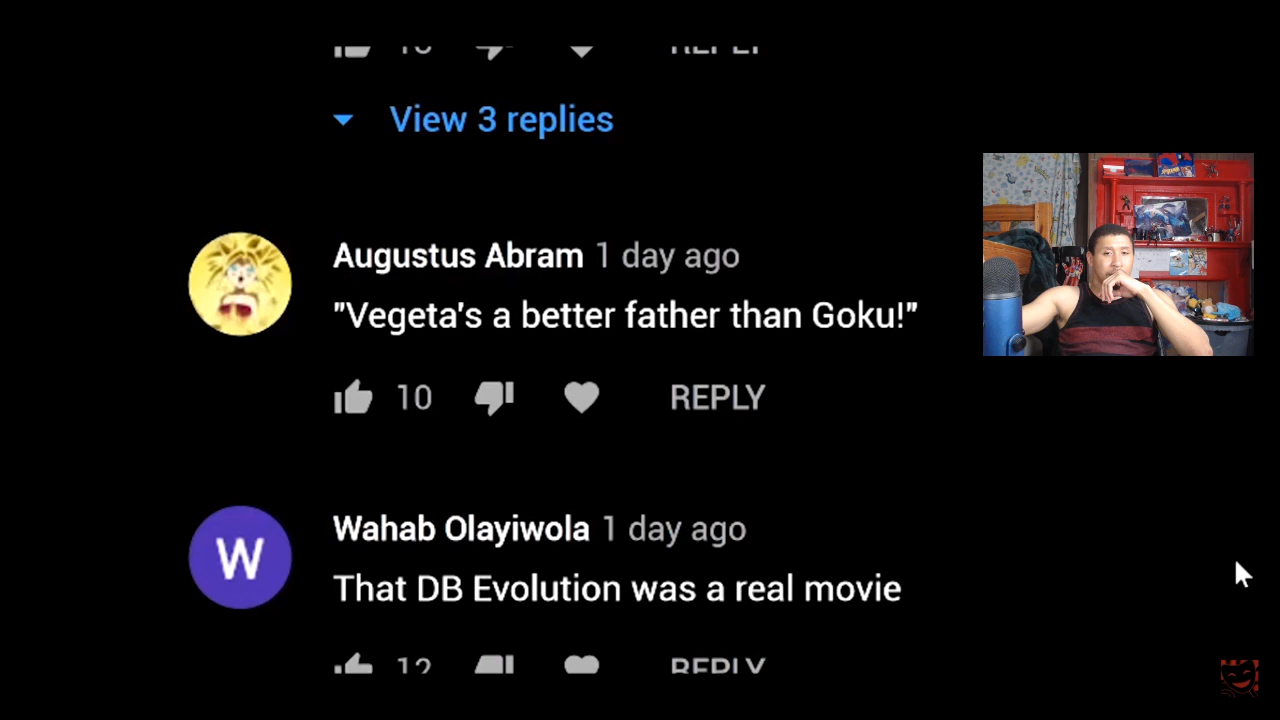 View 3 replies
Augustus Abram 1 day ago
"Vegeta's a better father than Goku!"
10 REPLY
W
Wahab Olayiwola 1 day ago
That DB Evolution was a real movie
12 REPLY